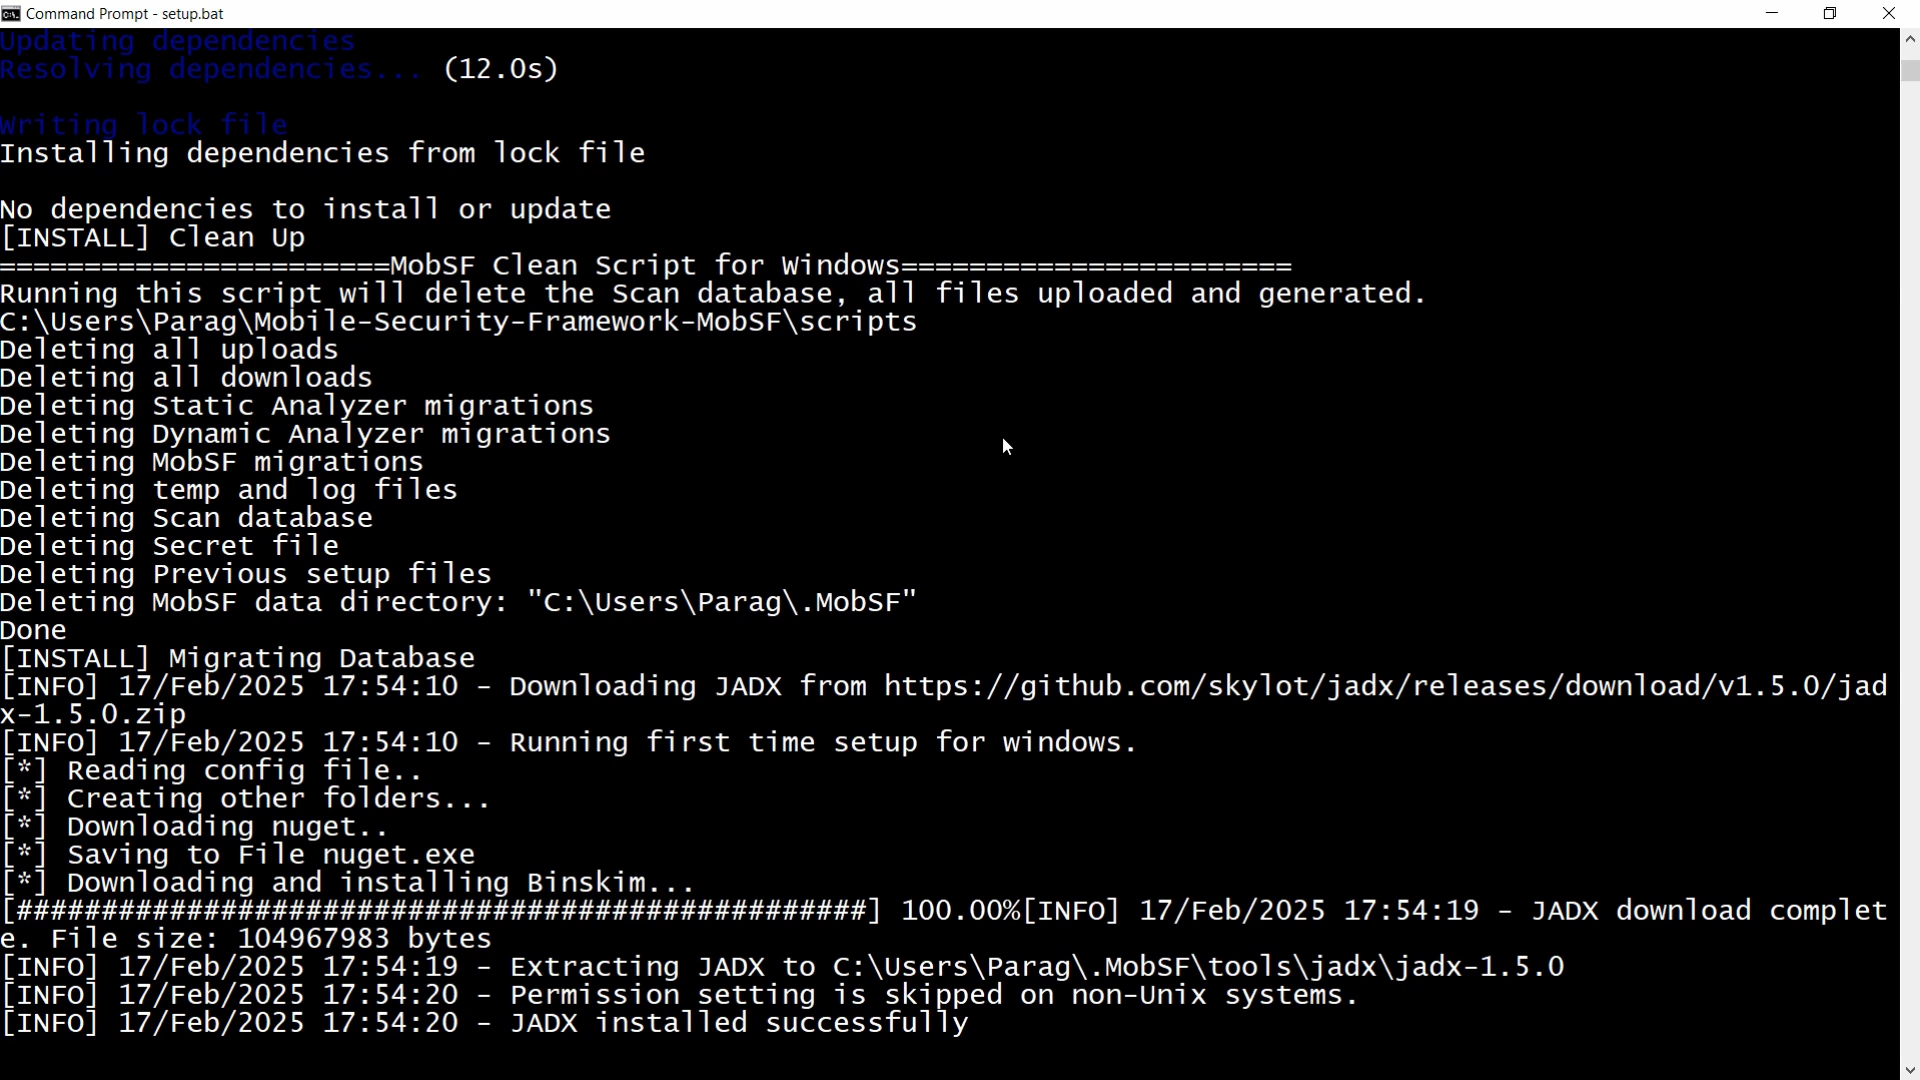 Command Prompt - setup.bat
Updating dependencies
Resolving dependencies... (12.0s)
Writing lock file
Installing dependencies from lock file
No dependencies to install or update
[INSTALL] Clean Up
=======================MobSF Clean Script for Windows=======================
Running this script will delete the Scan database, all files uploaded and generated.
C:\Users\Parag\Mobile-Security-Framework-MobSF\scripts
Deleting all uploads
Deleting all downloads
Deleting Static Analyzer migrations
Deleting Dynamic Analyzer migrations
Deleting MobSF migrations
Deleting temp and log files
Deleting Scan database
Deleting Secret file
Deleting Previous setup files
Deleting MobSF data directory: "C:\Users\Parag\.MobSF"
Done
[INSTALL] Migrating Database
[INFO] 17/Feb/2025 17:54:10 - Downloading JADX from https://github.com/skylot/jadx/releases/download/v1.5.0/jad
x-1.5.0.zip
[INFO] 17/Feb/2025 17:54:10 - Running first time setup for windows.
[*] Reading config file..
[*] Creating other folders...
[*] Downloading nuget..
[*] Saving to File nuget.exe
[*] Downloading and installing Binskim...
[##################################################] 100.00%[INFO] 17/Feb/2025 17:54:19 - JADX download complet
e. File size: 104967983 bytes
[INFO] 17/Feb/2025 17:54:19 - Extracting JADX to C:\Users\Parag\.MobSF\tools\jadx\jadx-1.5.0
[INFO] 17/Feb/2025 17:54:20 - Permission setting is skipped on non-Unix systems.
[INFO] 17/Feb/2025 17:54:20 - JADX installed successfully